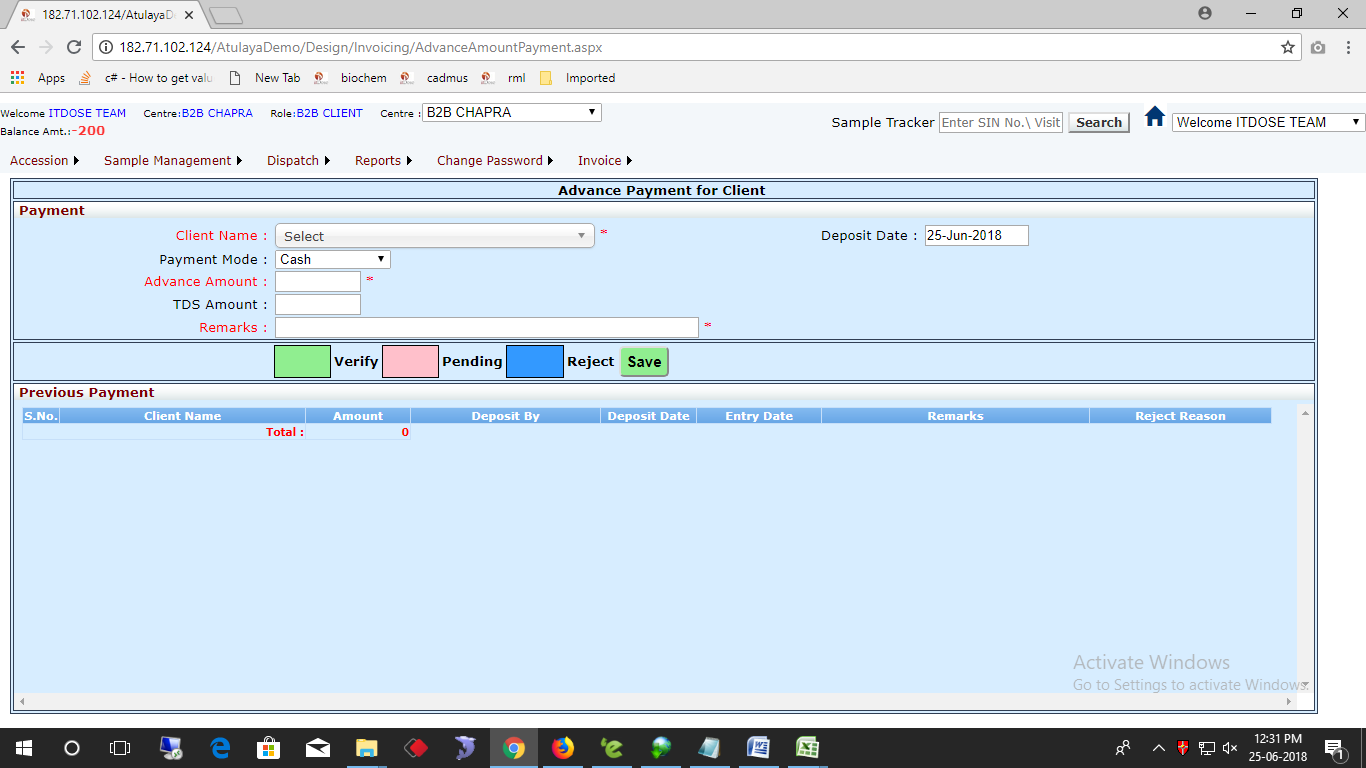 182.71.102.124/AtulayaDe
182.71.102.124/AtulayaDemo/Design/Invoicing/AdvanceAmountPayment.aspx
Apps c# - How to get valu New Tab biochem cadmus rml Imported
Welcome ITDOSE TEAM Centre:B2B CHAPRA Role:B2B CLIENT Centre : B2B CHAPRA
Balance Amt.:-200
Sample Tracker Enter SIN No.\ Visit Search Welcome ITDOSE TEAM
Accession Sample Management Dispatch Reports Change Password Invoice
Advance Payment for Client
Payment
Client Name : Select * Deposit Date : 25-Jun-2018
Payment Mode : Cash
Advance Amount : *
TDS Amount :
Remarks : *
Verify Pending Reject Save
Previous Payment
S.No. Client Name Amount Deposit By Deposit Date Entry Date Remarks Reject Reason
Total : 0
Activate Windows
Go to Settings to activate Windows.
12:31 PM
25-06-2018
1